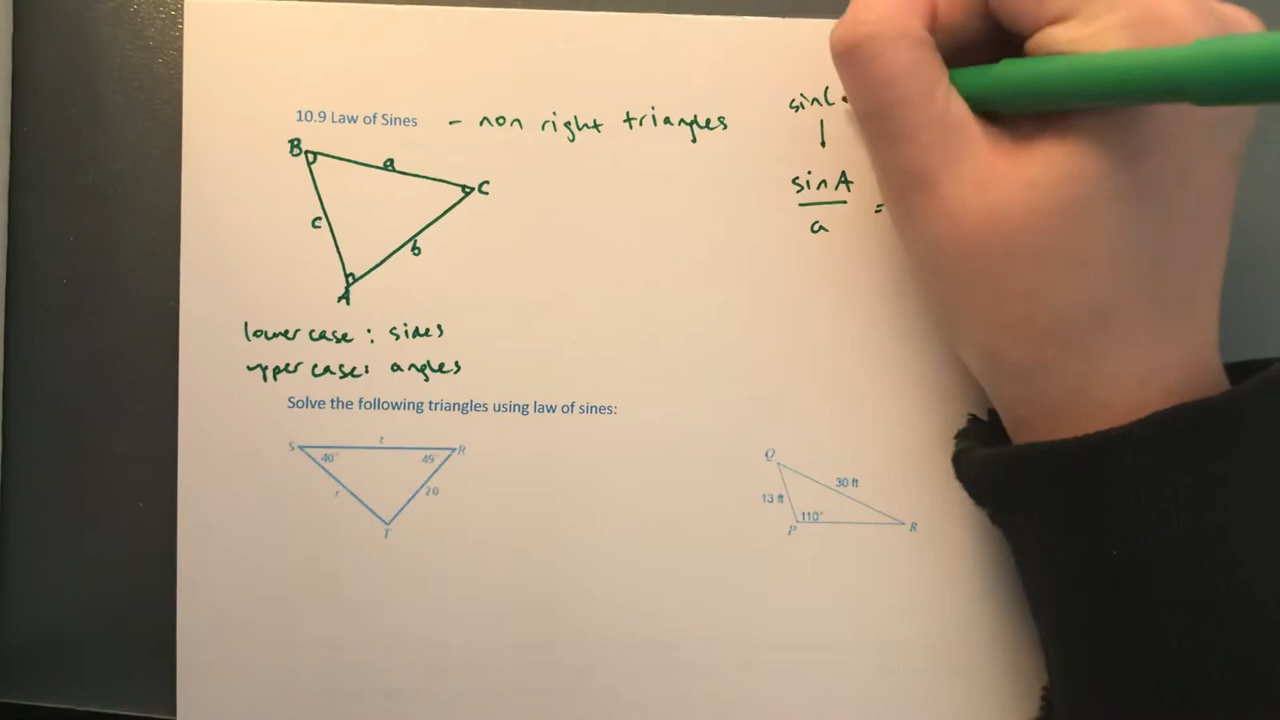 10.9 Law of Sines - non right triangles
sin
B
a
C
c
b
A
sin A
a
=
lower case : sides
upper case: angles
Solve the following triangles using law of sines:
S
t
R
40°
49°
r
20
T
Q
30 ft
13 ft
110°
P
R